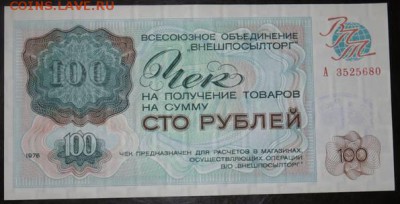 COINS.LAVE.RU
ВСЕСОЮЗНОЕ ОБЪЕДИНЕНИЕ
"ВНЕШПОСЫЛТОРГ"
ВПТ
100
Чек
А 3525680
НА ПОЛУЧЕНИЕ ТОВАРОВ
НА СУММУ
СТО РУБЛЕЙ
100
100
1976
ЧЕК ПРЕДНАЗНАЧЕН ДЛЯ РАСЧЕТОВ В МАГАЗИНАХ,
ОСУЩЕСТВЛЯЮЩИХ ОПЕРАЦИИ
В/О „ВНЕШПОСЫЛТОРГ"